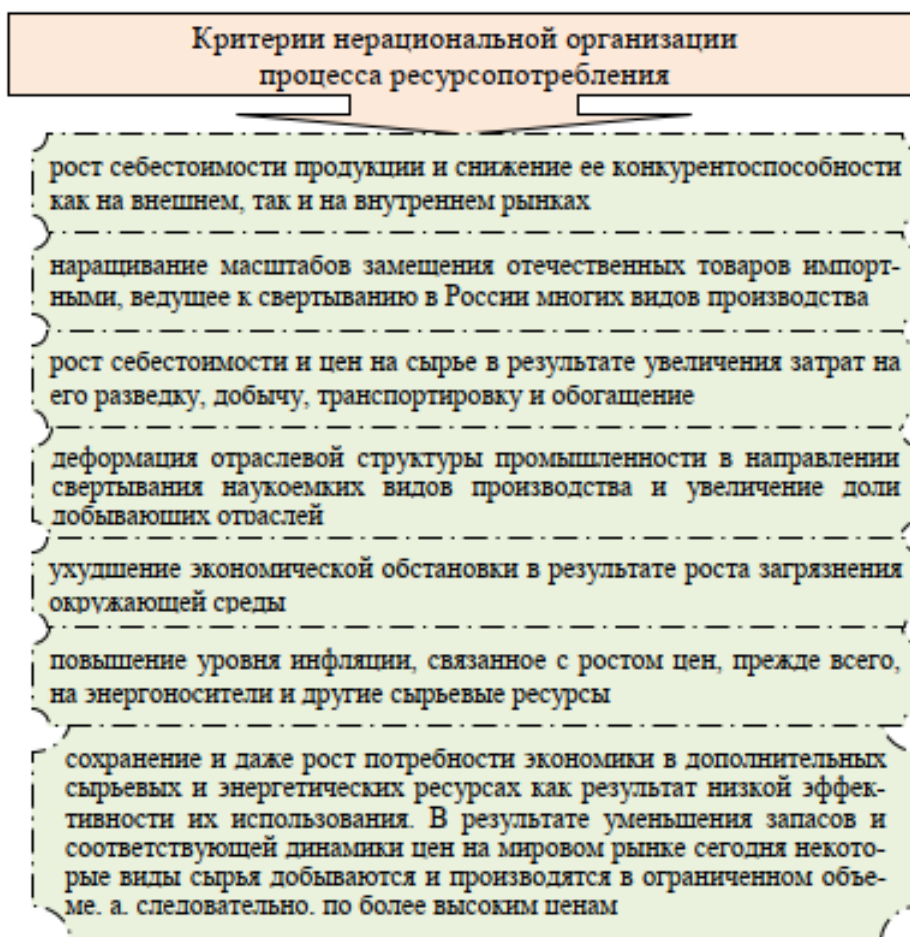 Критерии нерациональной организации
процесса ресурсопотребления
рост себестоимости продукции и снижение ее конкурентоспособности
как на внешнем, так и на внутреннем рынках
наращивание масштабов замещения отечественных товаров импорт-
ными, ведущее к свертыванию в России многих видов производства
рост себестоимости и цен на сырье в результате увеличения затрат на
его разведку, добычу, транспортировку и обогащение
деформация отраслевой структуры промышленности в направлении
свертывания наукоемких видов производства и увеличение доли
добывающих отраслей
ухудшение экономической обстановки в результате роста загрязнения
окружающей среды
повышение уровня инфляции, связанное с ростом цен, прежде всего,
на энергоносители и другие сырьевые ресурсы
сохранение и даже рост потребности экономики в дополнительных
сырьевых и энергетических ресурсах как результат низкой эффек-
тивности их использования. В результате уменьшения запасов и
соответствующей динамики цен на мировом рынке сегодня некото-
рые виды сырья добываются и производятся в ограниченном объе-
ме, а, следовательно, по более высоким ценам